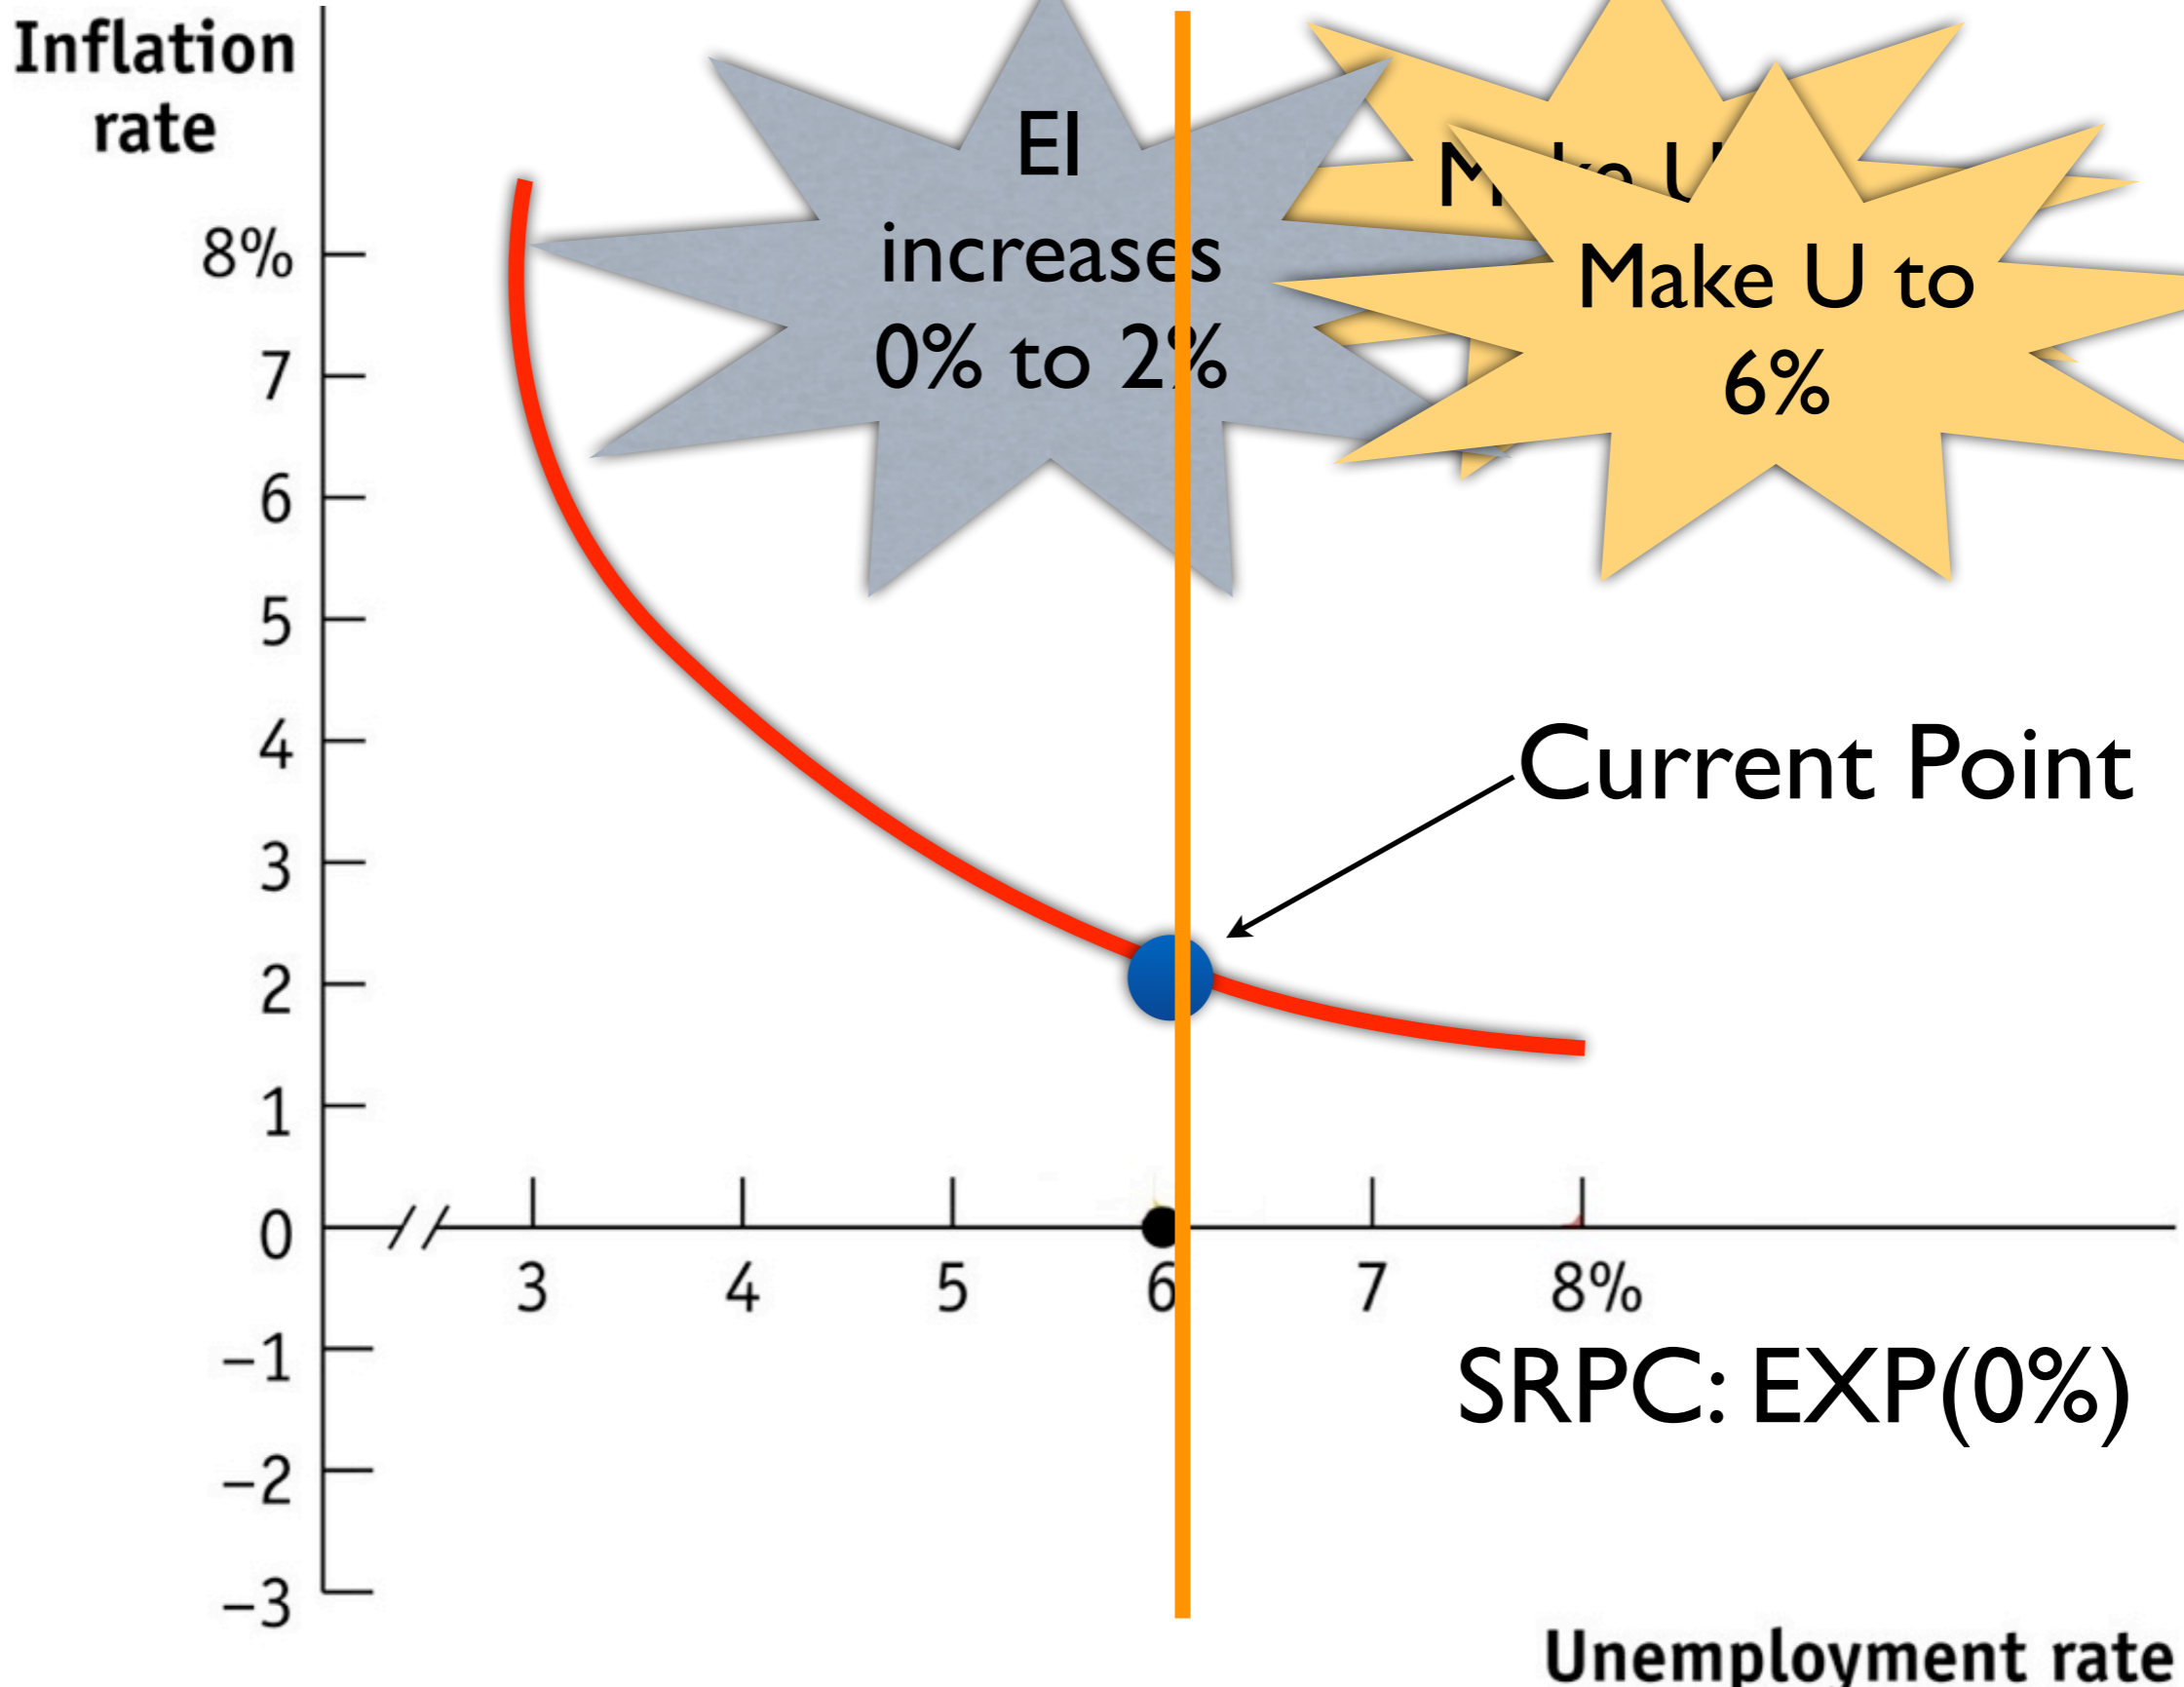 Inflation
rate
EI
increases
0% to 2%
Make U to
6%
8%
7
6
5
4
3
2
1
0
Current Point
3
4
5
6
7
8%
−1
−2
−3
SRPC: EXP(0%)
Unemployment rate